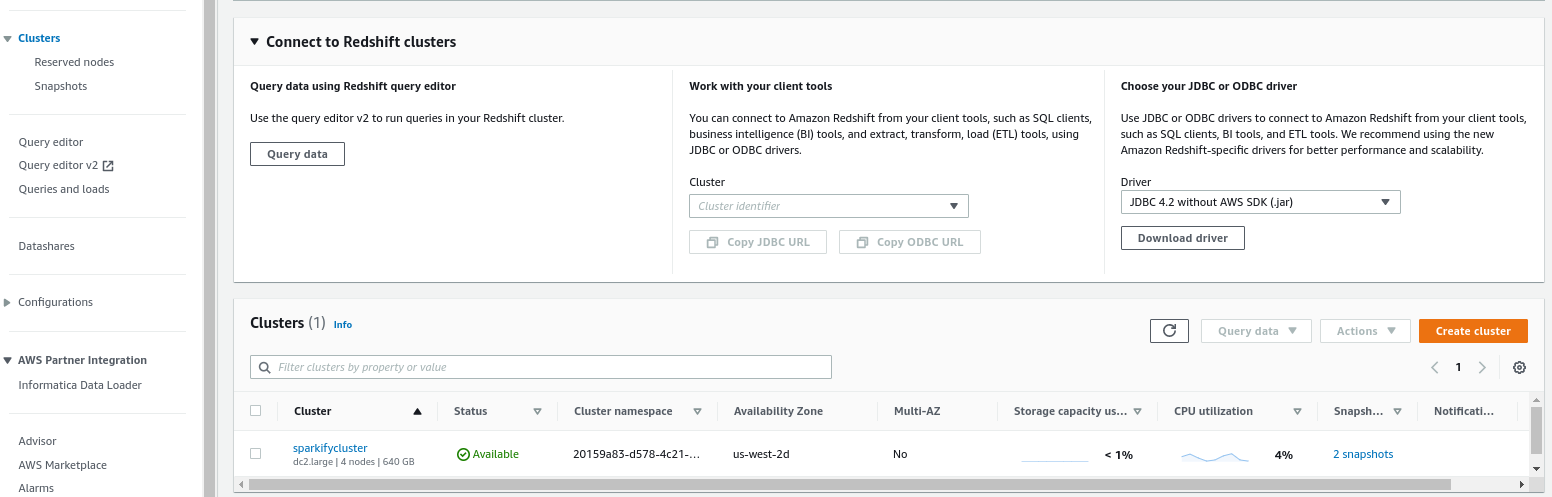 Clusters
Reserved nodes
Snapshots
Query editor
Query editor v2
Queries and loads
Datashares
Configurations
AWS Partner Integration
Informatica Data Loader
Advisor
AWS Marketplace
Alarms
Connect to Redshift clusters
Query data using Redshift query editor
Use the query editor v2 to run queries in your Redshift cluster.
Query data
Work with your client tools
You can connect to Amazon Redshift from your client tools, such as SQL clients,
business intelligence (BI) tools, and extract, transform, load (ETL) tools, using
JDBC or ODBC drivers.
Cluster
Cluster identifier
Copy JDBC URL Copy ODBC URL
Choose your JDBC or ODBC driver
Use JDBC or ODBC drivers to connect to Amazon Redshift from your client tools,
such as SQL clients, BI tools, and ETL tools. We recommend using the new
Amazon Redshift-specific drivers for better performance and scalability.
Driver
JDBC 4.2 without AWS SDK (.jar)
Download driver
Clusters (1) Info
Query data Actions Create cluster
Filter clusters by property or value
1
Cluster Status Cluster namespace Availability Zone Multi-AZ Storage capacity us... CPU utilization Snapsh... Notificati...
sparkifycluster Available 20159a83-d578-4c21-... us-west-2d No < 1% 4% 2 snapshots
dc2.large | 4 nodes | 640 GB